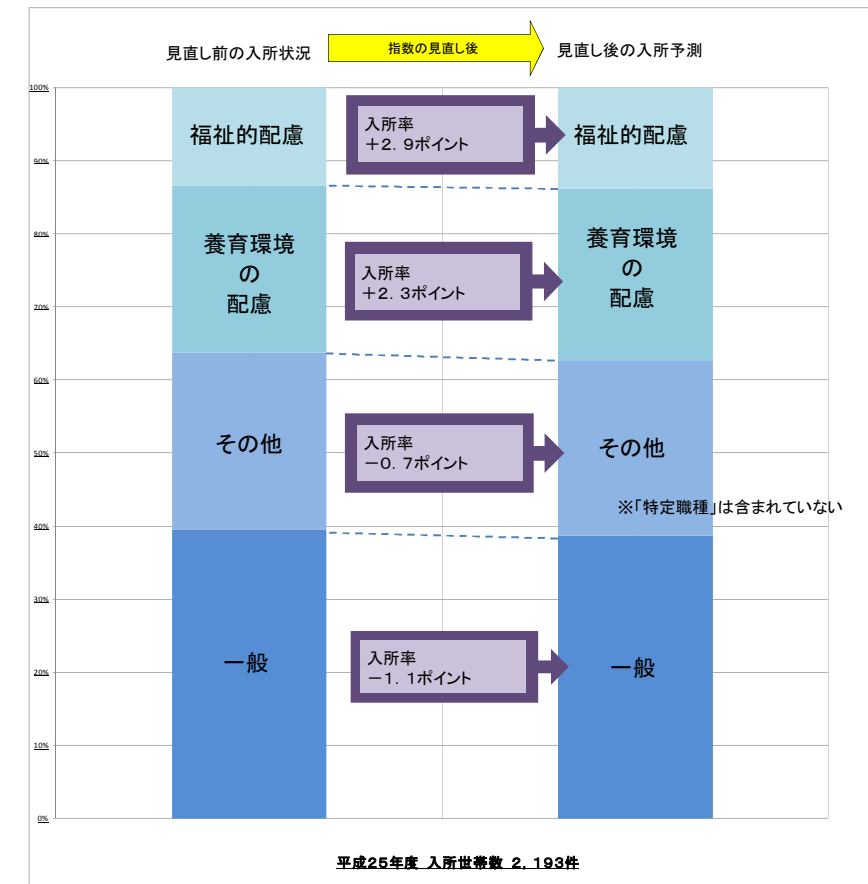 見直し前の入所状況
指数の見直し後
見直し後の入所予測
100%
90%
80%
70%
60%
50%
40%
30%
20%
10%
0%
福祉的配慮
養育環境
の
配慮
その他
一般
入所率
＋2．9ポイント
入所率
＋2．3ポイント
入所率
－0．7ポイント
入所率
－1．1ポイント
福祉的配慮
養育環境
の
配慮
その他
※「特定職種」は含まれていない
一般
平成25年度 入所世帯数 2，193件